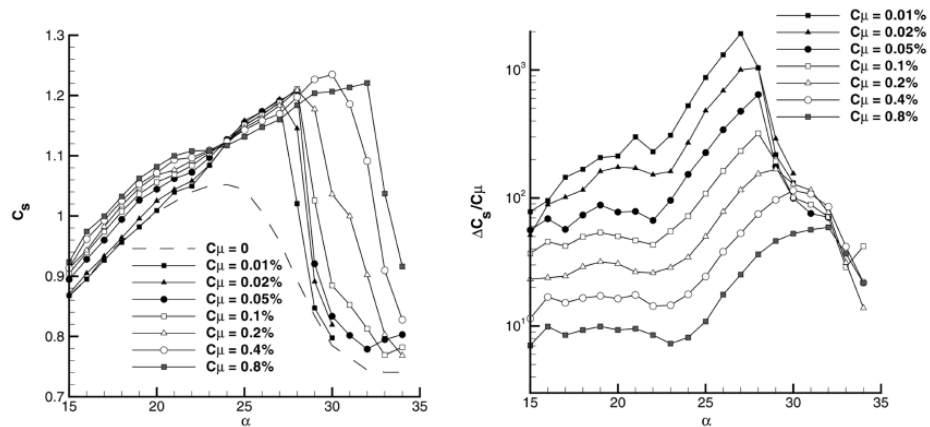 1.3
1.2
1.1
1
0.9
0.8
0.7
Cs
15
20
25
30
35
α
Cμ = 0
Cμ = 0.01%
Cμ = 0.02%
Cμ = 0.05%
Cμ = 0.1%
Cμ = 0.2%
Cμ = 0.4%
Cμ = 0.8%
10³
10²
10¹
ΔCs/Cμ
15
20
25
30
35
α
Cμ = 0.01%
Cμ = 0.02%
Cμ = 0.05%
Cμ = 0.1%
Cμ = 0.2%
Cμ = 0.4%
Cμ = 0.8%